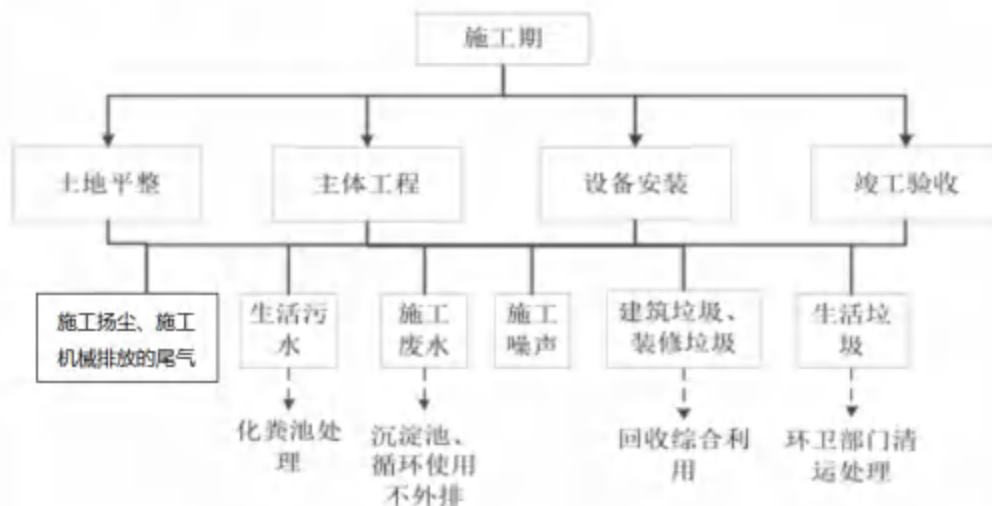 施工期
土地平整
主体工程
设备安装
竣工验收
施工扬尘、施工
机械排放的尾气
生活污
水
施工
废水
施工
噪声
建筑垃圾、
装修垃圾
生活垃
圾
化粪池处
理
沉淀池、
循环使用
不外排
回收综合利
用
环卫部门清
运处理